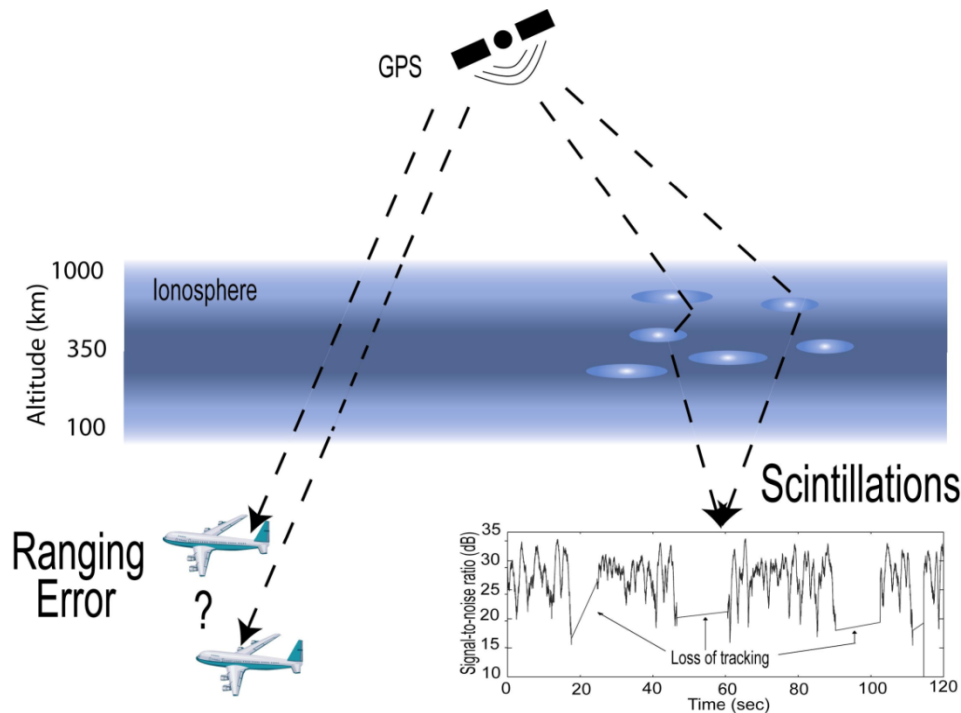 GPS
1000
Ionosphere
Altitude (km)
350
100
Scintillations
Ranging
Error
?
Signal-to-noise ratio (dB)
35
30
25
20
15
10
Loss of tracking
0
20
40
60
80
100
120
Time (sec)